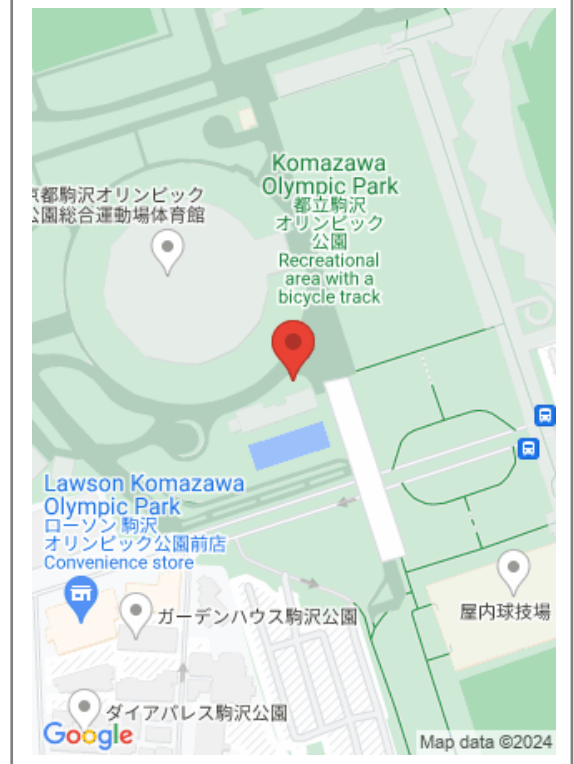 Komazawa
Olympic Park
都立駒沢
オリンピック
公園
Recreational
area with a
bicycle track
京都駒沢オリンピック
公園総合運動場体育館
Lawson Komazawa
Olympic Park
ローソン 駒沢
オリンピック公園前店
Convenience store
ガーデンハウス駒沢公園
屋内球技場
ダイアパレス駒沢公園
Google
Map data ©2024